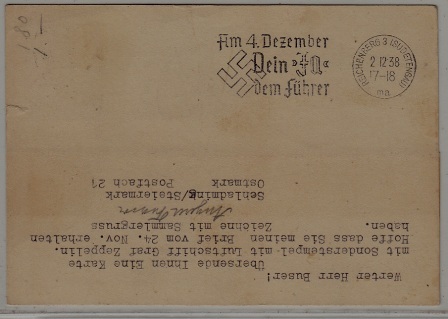 Am 4. Dezember
Dein »Ja«
dem Führer
REICHENBERG 3 (SUDETENGAU)
2.12.38
17-18
ma
Werter Herr Buser!
Übersende Ihnen Eine Karte
mit Sonderstempel mit Luftschiff Graf Zeppelin.
Hoffe dass Sie meinen Brief vom 24. Nov. erhalten
haben. Zeichne mit Sammlergruss
Schladming/Steiermark
Ostmark Postfach 21